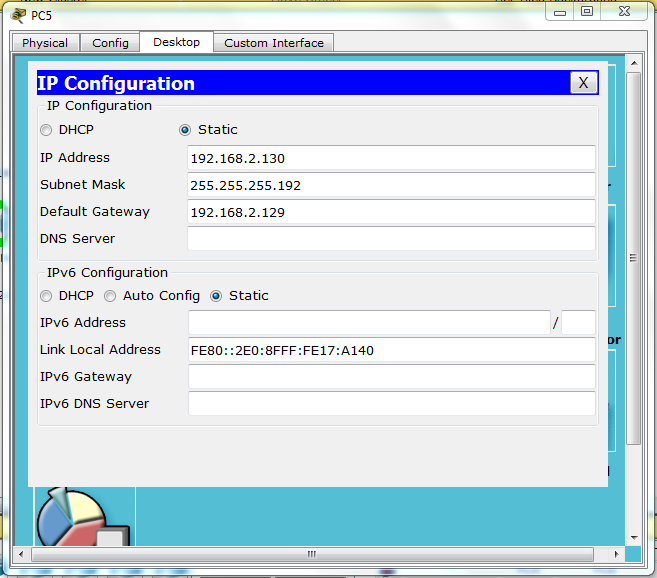 PC5
Physical Config Desktop Custom Interface
IP Configuration X
IP Configuration
DHCP Static
IP Address 192.168.2.130
Subnet Mask 255.255.255.192
Default Gateway 192.168.2.129
DNS Server
IPv6 Configuration
DHCP Auto Config Static
IPv6 Address /
Link Local Address FE80::2E0:8FFF:FE17:A140
IPv6 Gateway
IPv6 DNS Server
or